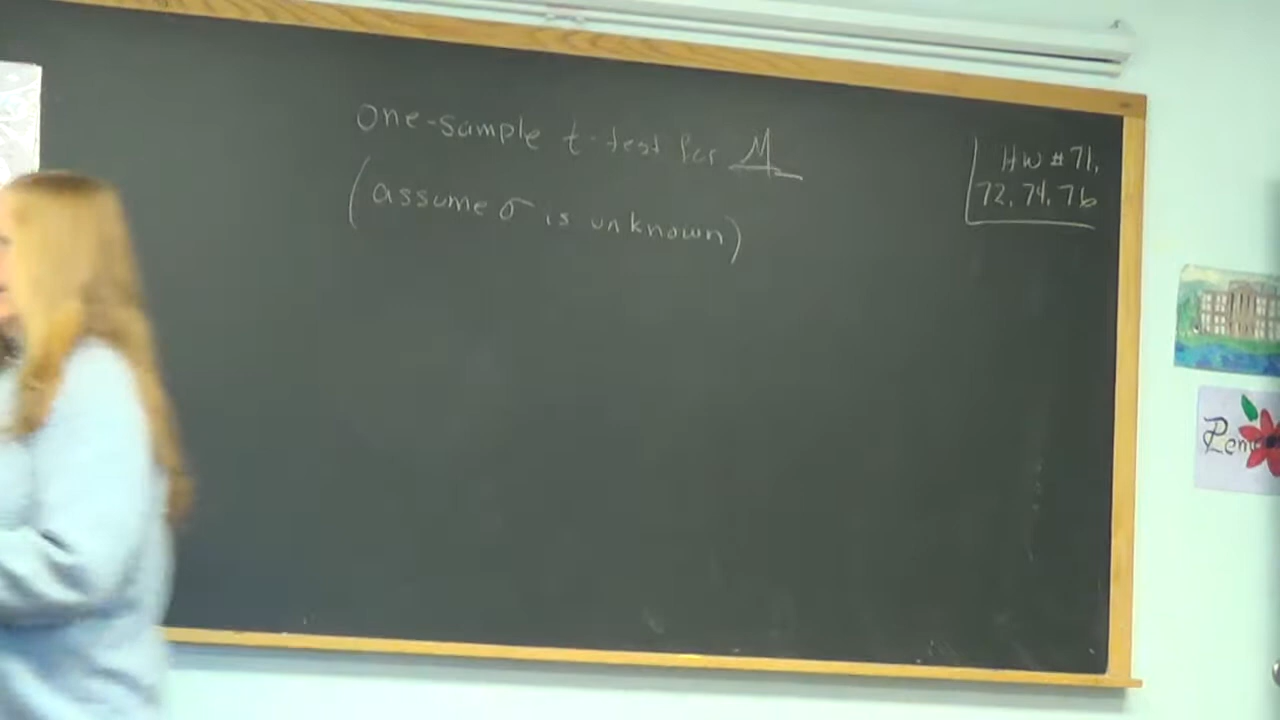 one-sample t-test for μ
(assume σ is unknown)
HW #71,
72, 74, 76